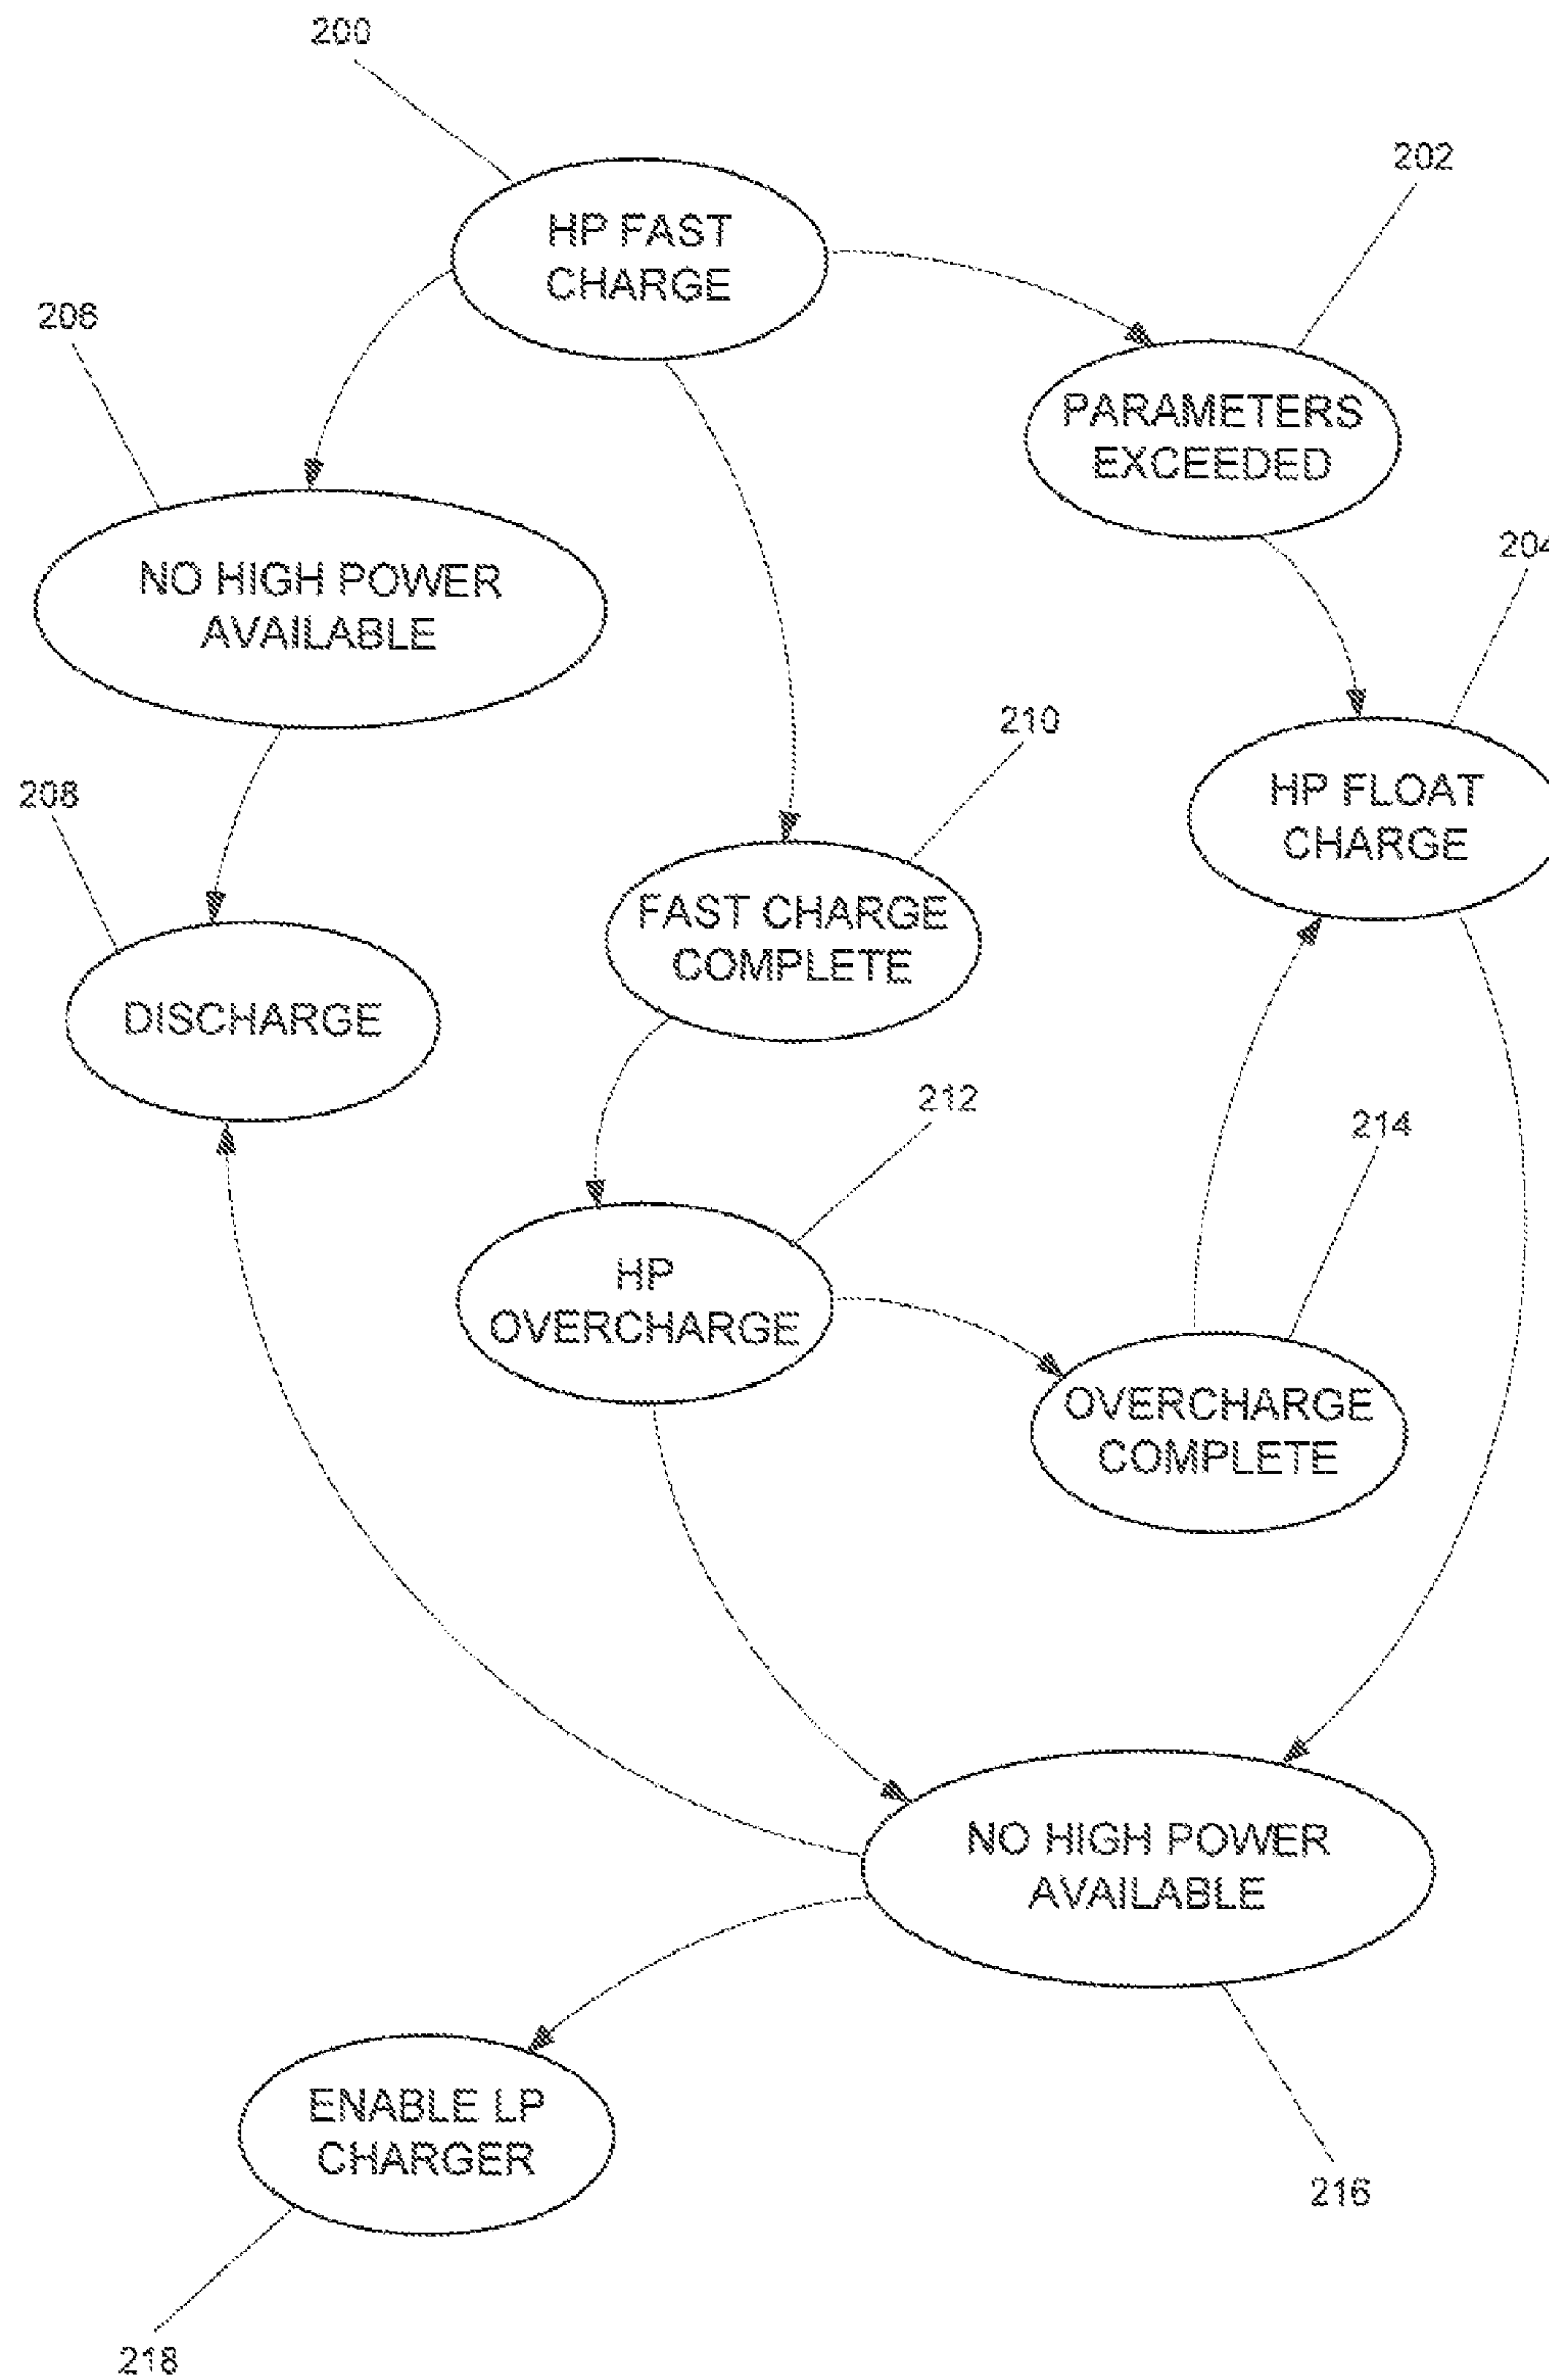 200
HP FAST
CHARGE
202
PARAMETERS
EXCEEDED
206
NO HIGH POWER
AVAILABLE
204
HP FLOAT
CHARGE
208
DISCHARGE
210
FAST CHARGE
COMPLETE
212
HP
OVERCHARGE
214
OVERCHARGE
COMPLETE
NO HIGH POWER
AVAILABLE
216
ENABLE LP
CHARGER
218